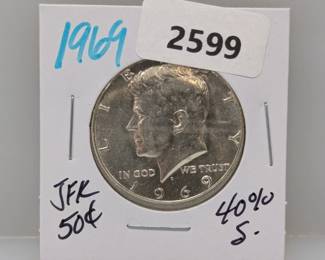 1969
2599
LIBERTY
IN GOD WE TRUST
1969
JFK
50¢
40%
S.